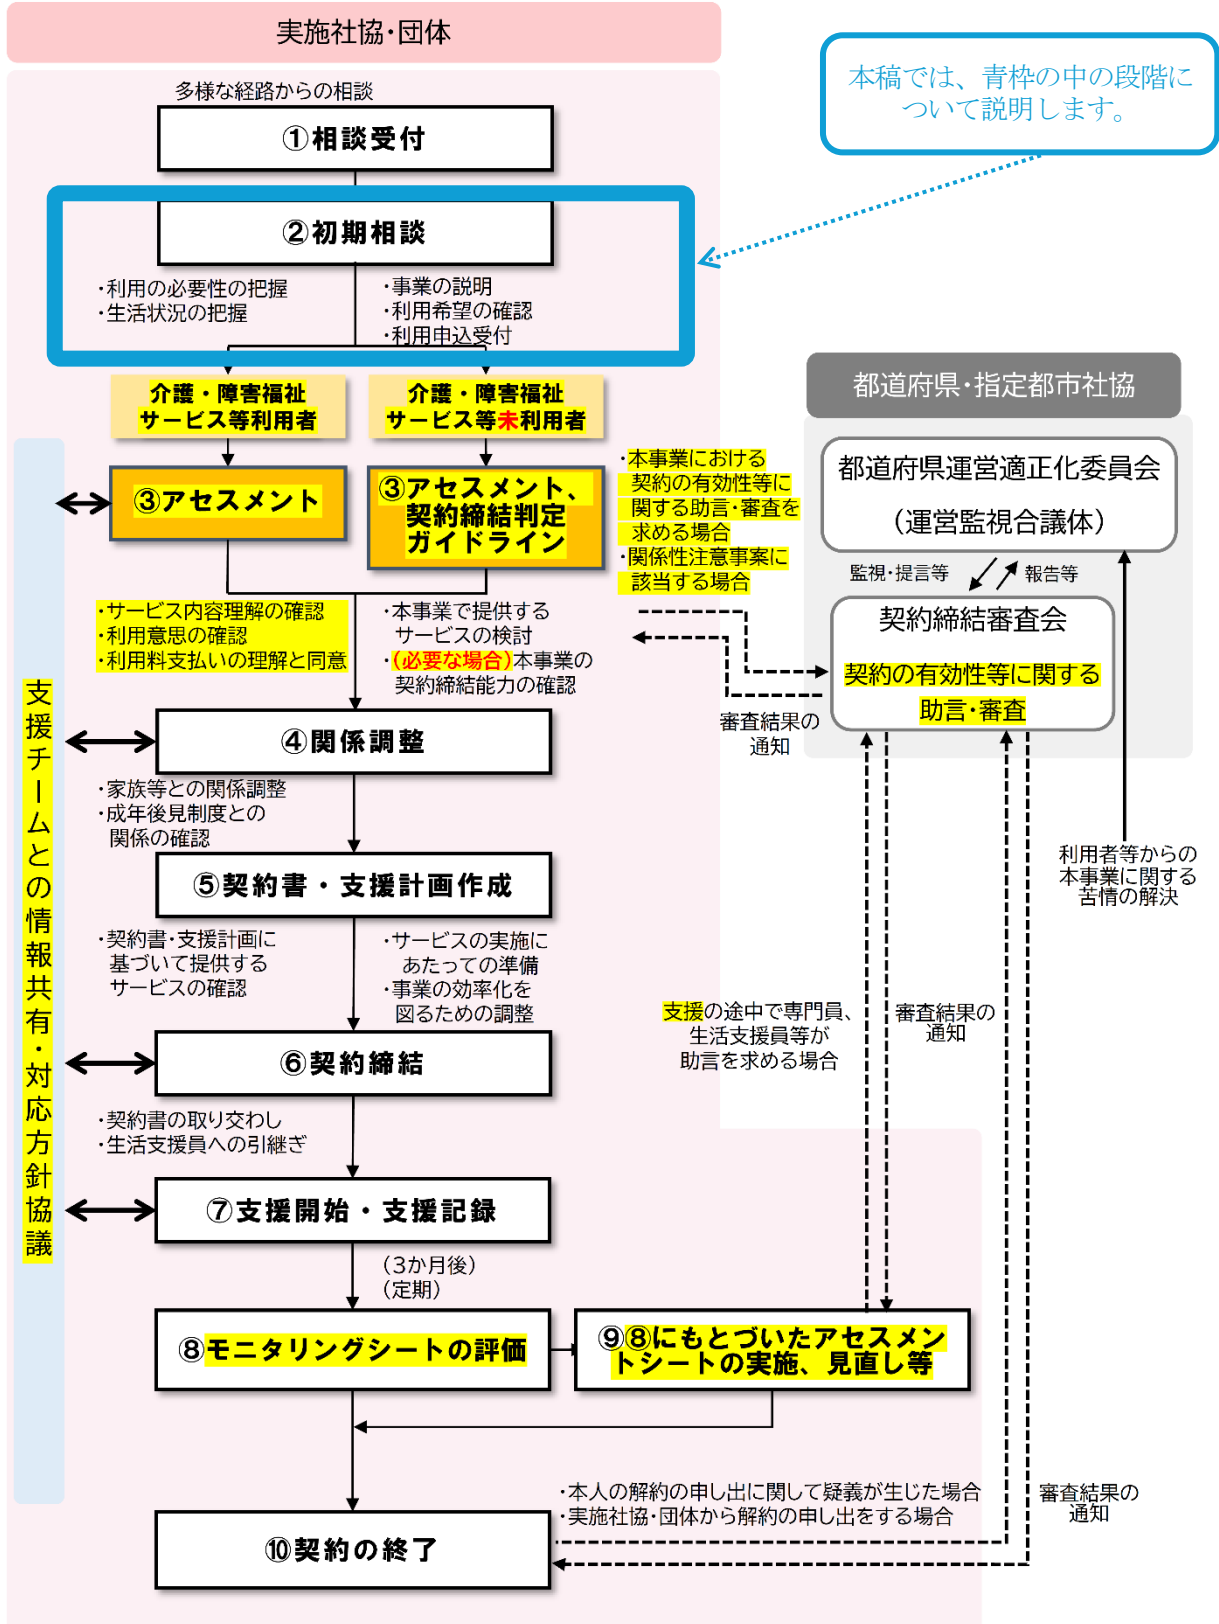 実施社協・団体
本稿では、青枠の中の段階に
ついて説明します。
多様な経路からの相談
①相談受付
②初期相談
・利用の必要性の把握
・生活状況の把握
・事業の説明
・利用希望の確認
・利用申込受付
介護・障害福祉
サービス等利用者
介護・障害福祉
サービス等未利用者
③アセスメント
③アセスメント、
契約締結判定
ガイドライン
・本事業における
契約の有効性等に
関する助言・審査を
求める場合
・関係性注意事案に
該当する場合
都道府県・指定都市社協
都道府県運営適正化委員会
（運営監視合議体）
監視・提言等
報告等
契約締結審査会
契約の有効性等に関する
助言・審査
審査結果の
通知
・サービス内容理解の確認
・利用意思の確認
・利用料支払いの理解と同意
・本事業で提供する
サービスの検討
・（必要な場合）本事業の
契約締結能力の確認
支援チームとの情報共有・対応方針協議
④関係調整
・家族等との関係調整
・成年後見制度との
関係の確認
利用者等からの
本事業に関する
苦情の解決
⑤契約書・支援計画作成
・契約書・支援計画に
基づいて提供する
サービスの確認
・サービスの実施に
あたっての準備
・事業の効率化を
図るための調整
支援の途中で専門員、
生活支援員等が
助言を求める場合
審査結果の
通知
⑥契約締結
・契約書の取り交わし
・生活支援員への引継ぎ
⑦支援開始・支援記録
（3か月後）
（定期）
⑧モニタリングシートの評価
⑨⑧にもとづいたアセスメン
トシートの実施、見直し等
・本人の解約の申し出に関して疑義が生じた場合
・実施社協・団体から解約の申し出をする場合
審査結果の
通知
⑩契約の終了